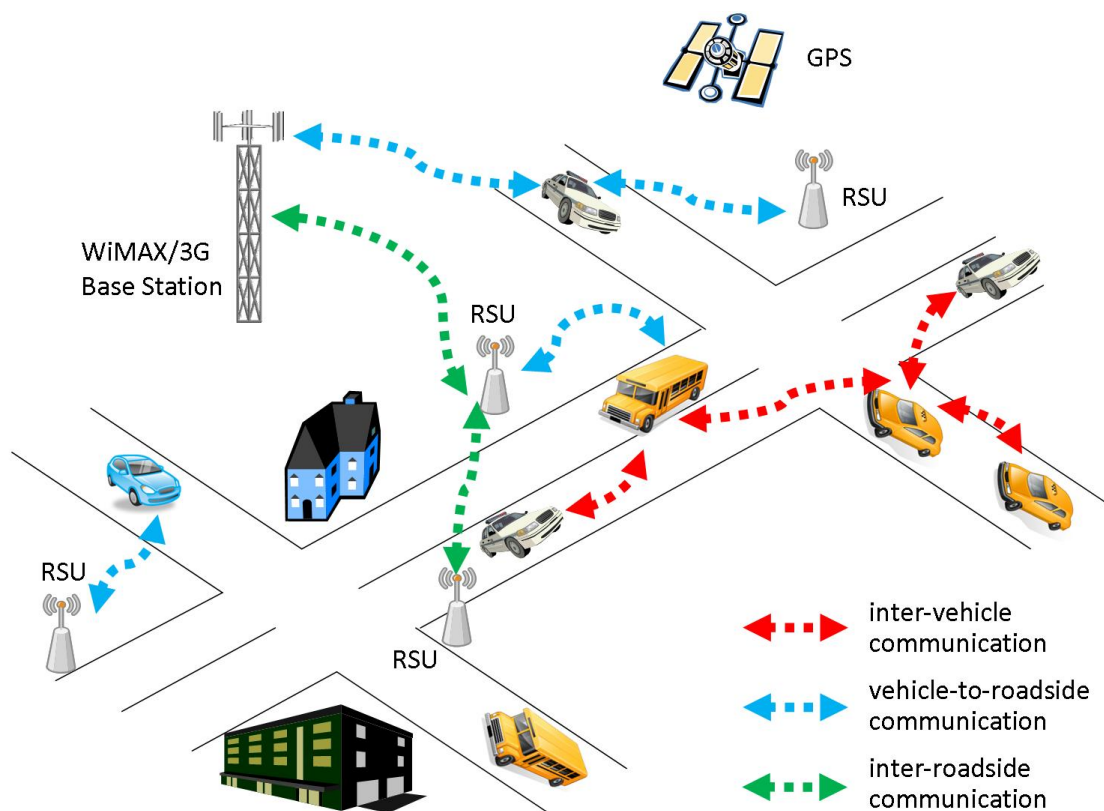 GPS
RSU
WiMAX/3G
Base Station
RSU
RSU
RSU
inter-vehicle
communication
vehicle-to-roadside
communication
inter-roadside
communication